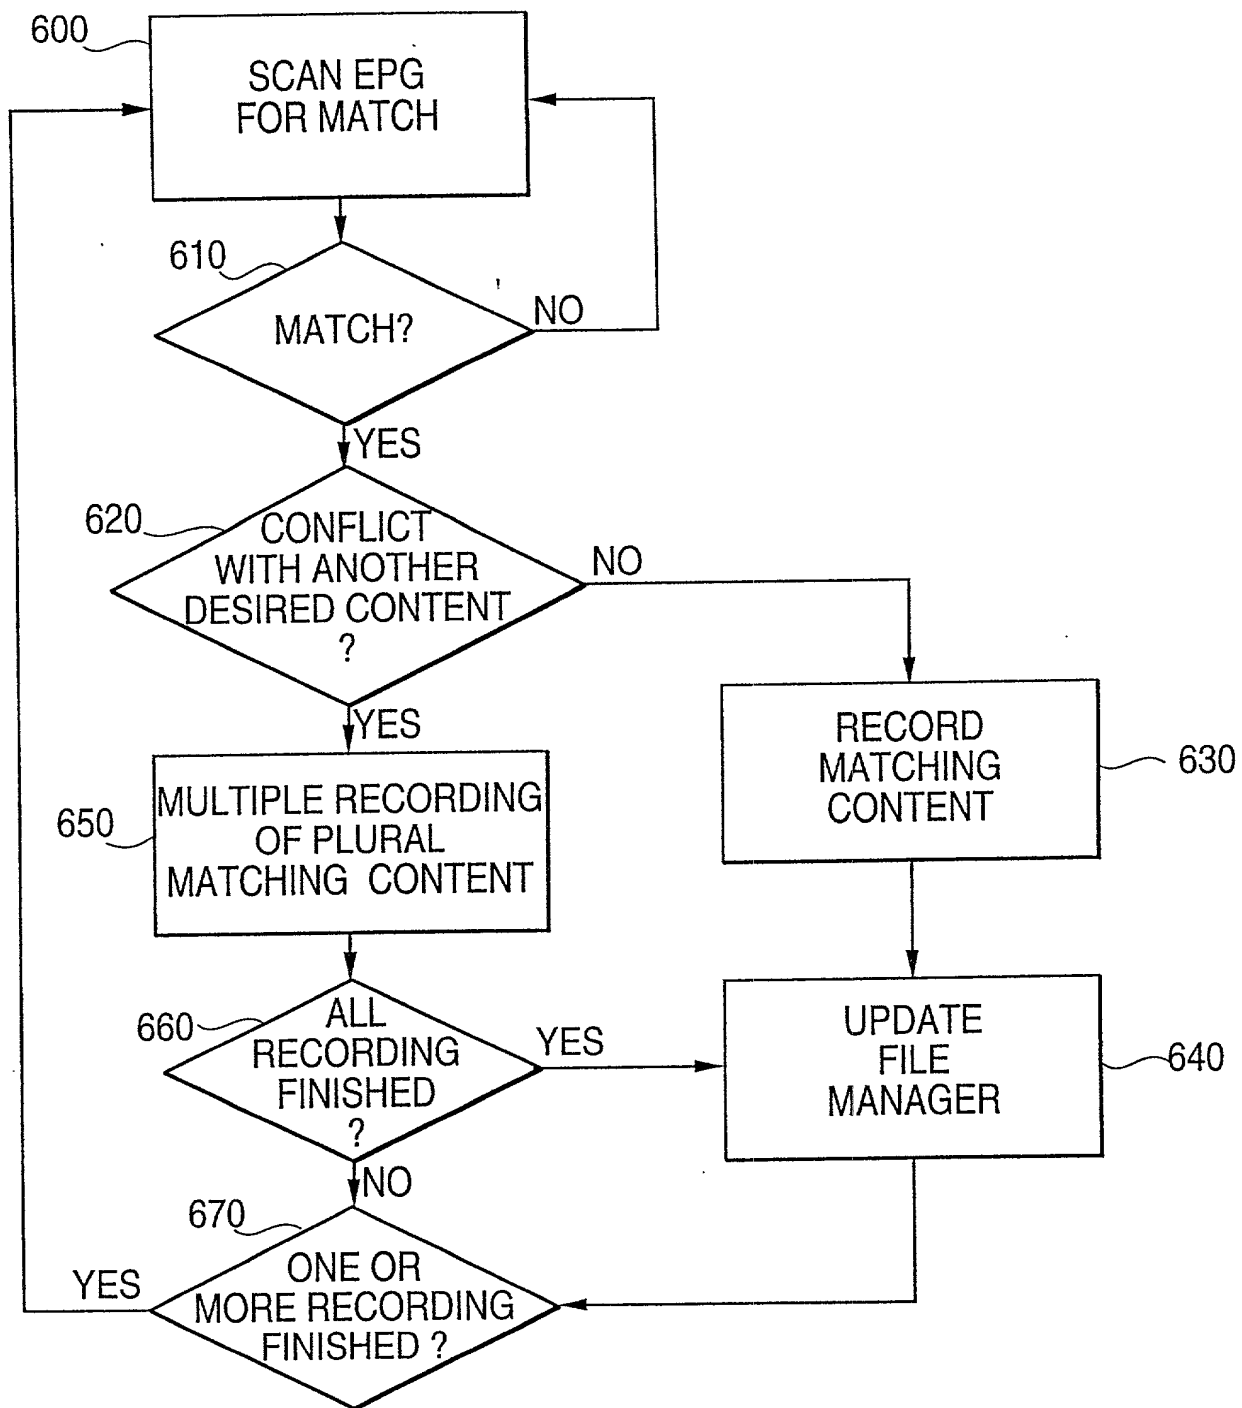 600
SCAN EPG
FOR MATCH
610
MATCH?
NO
YES
620
CONFLICT
WITH ANOTHER
DESIRED CONTENT
?
NO
YES
RECORD
MATCHING
CONTENT
630
650
MULTIPLE RECORDING
OF PLURAL
MATCHING CONTENT
660
ALL
RECORDING
FINISHED
?
YES
UPDATE
FILE
MANAGER
640
NO
670
YES
ONE OR
MORE RECORDING
FINISHED ?